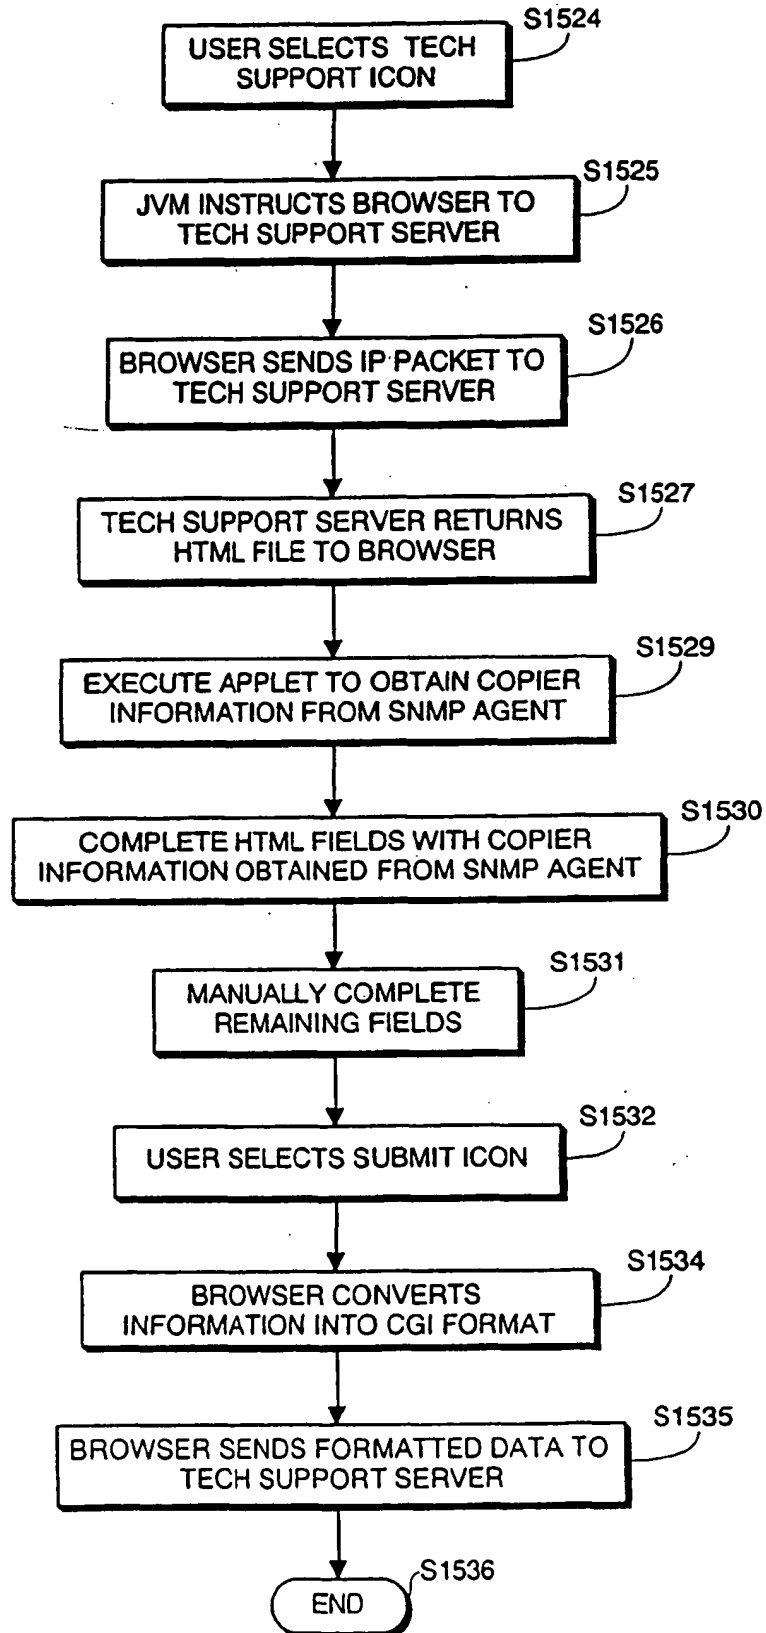 S1524
USER SELECTS TECH
SUPPORT ICON
S1525
JVM INSTRUCTS BROWSER TO
TECH SUPPORT SERVER
S1526
BROWSER SENDS IP PACKET TO
TECH SUPPORT SERVER
S1527
TECH SUPPORT SERVER RETURNS
HTML FILE TO BROWSER
S1529
EXECUTE APPLET TO OBTAIN COPIER
INFORMATION FROM SNMP AGENT
S1530
COMPLETE HTML FIELDS WITH COPIER
INFORMATION OBTAINED FROM SNMP AGENT
S1531
MANUALLY COMPLETE
REMAINING FIELDS
S1532
USER SELECTS SUBMIT ICON
S1534
BROWSER CONVERTS
INFORMATION INTO CGI FORMAT
S1535
BROWSER SENDS FORMATTED DATA TO
TECH SUPPORT SERVER
S1536
END